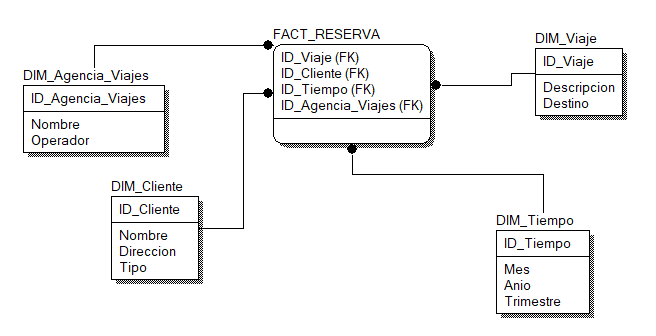 FACT_RESERVA
ID_Viaje (FK)
ID_Cliente (FK)
ID_Tiempo (FK)
ID_Agencia_Viajes (FK)
DIM_Viaje
ID_Viaje
Descripcion
Destino
DIM_Agencia_Viajes
ID_Agencia_Viajes
Nombre
Operador
DIM_Cliente
ID_Cliente
Nombre
Direccion
Tipo
DIM_Tiempo
ID_Tiempo
Mes
Anio
Trimestre